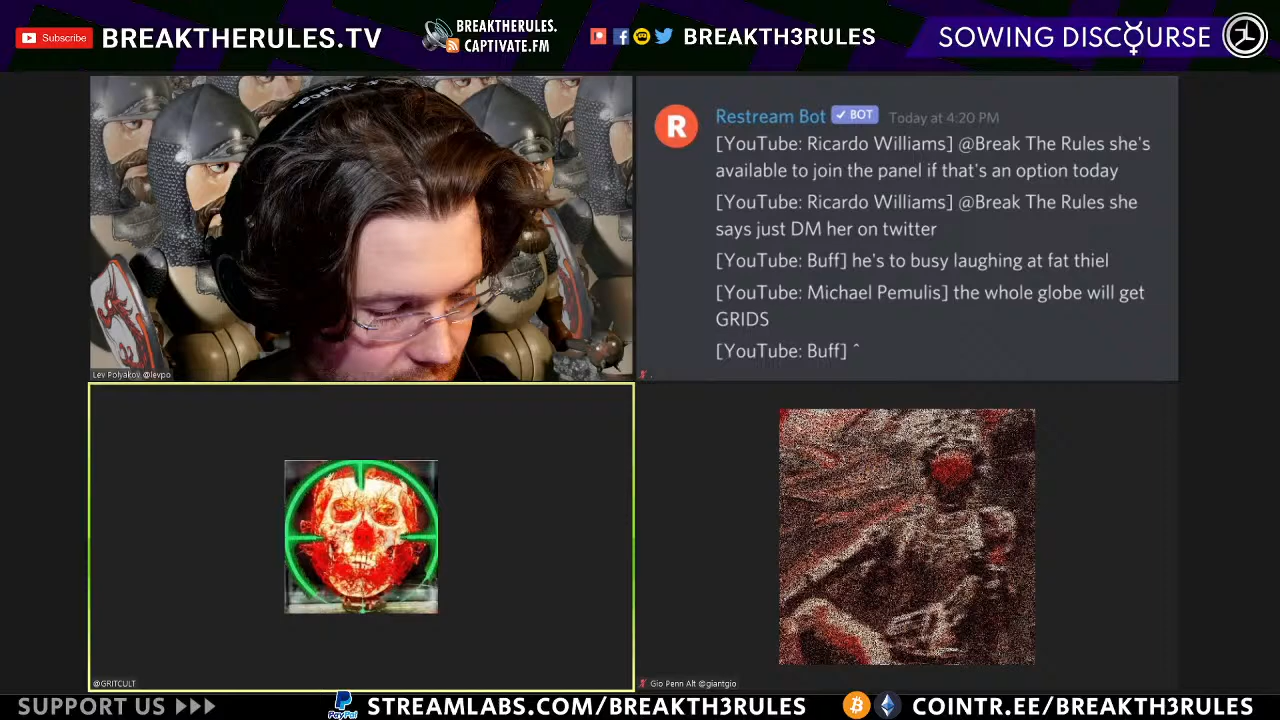 Subscribe BREAKTHERULES.TV
BREAKTHERULES.
CAPTIVATE.FM
BREAKTH3RULES
SOWING DISC☿URSE
R
Restream Bot ✔ BOT Today at 4:20 PM
[YouTube: Ricardo Williams] @Break The Rules she's
available to join the panel if that's an option today
[YouTube: Ricardo Williams] @Break The Rules she
says just DM her on twitter
[YouTube: Buff] he's to busy laughing at fat thiel
[YouTube: Michael Pemulis] the whole globe will get
GRIDS
[YouTube: Buff] ^
Lev Polyakov @levpo
.
@GRITCULT
Gio Penn Alt @giantgio
SUPPORT US >>>
PayPal
STREAMLABS.COM/BREAKTH3RULES
COINTR.EE/BREAKTH3RULES